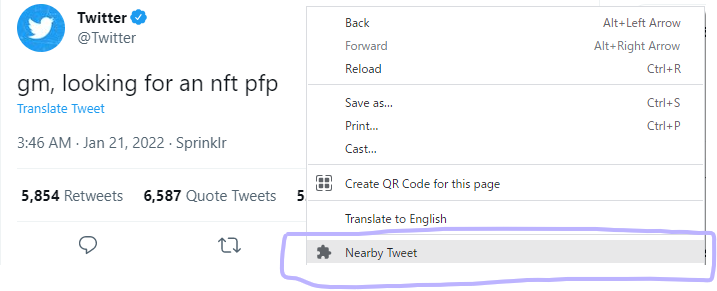 Twitter
@Twitter
gm, looking for an nft pfp
Translate Tweet
3:46 AM · Jan 21, 2022 · Sprinklr
5,854 Retweets 6,587 Quote Tweets 5
Back Alt+Left Arrow
Forward Alt+Right Arrow
Reload Ctrl+R
Save as... Ctrl+S
Print... Ctrl+P
Cast...
Create QR Code for this page
Translate to English
Nearby Tweet